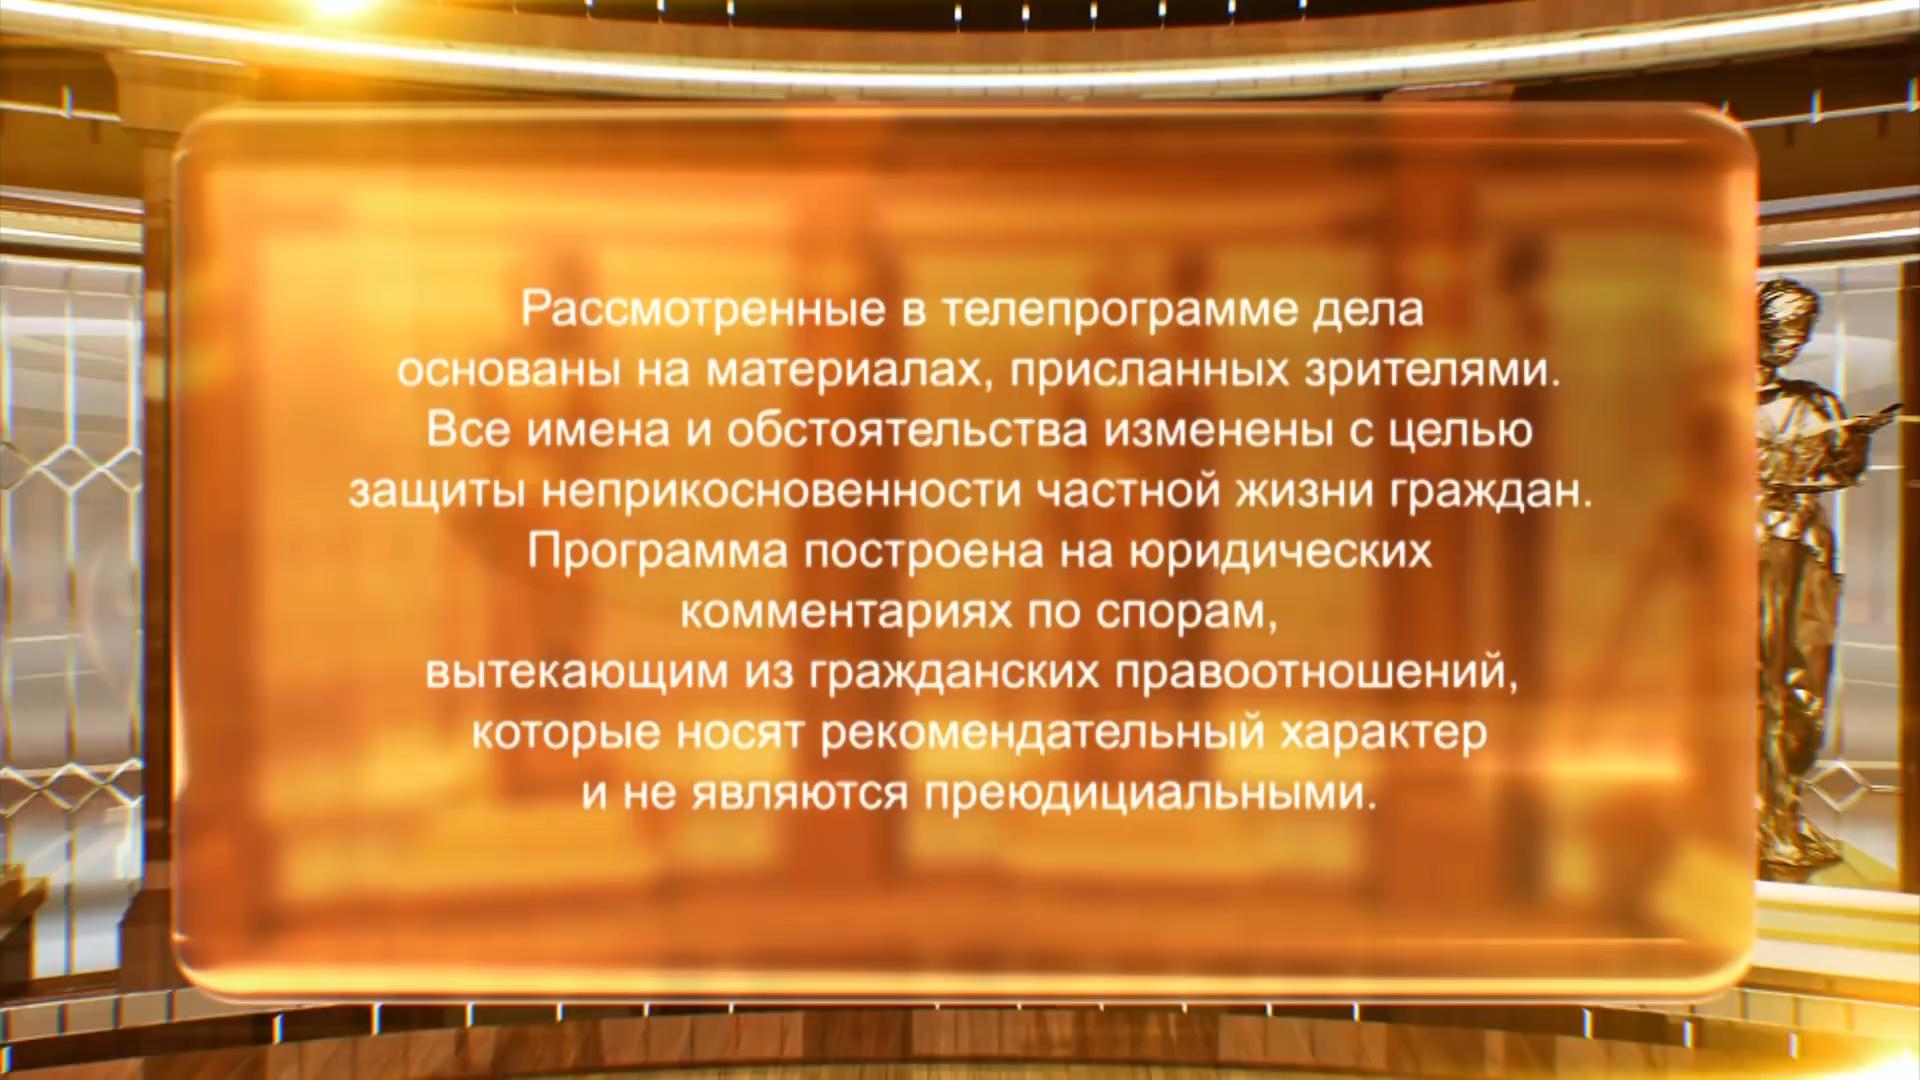 Рассмотренные в телепрограмме дела
основаны на материалах, присланных зрителями.
Все имена и обстоятельства изменены с целью
защиты неприкосновенности частной жизни граждан.
Программа построена на юридических
комментариях по спорам,
вытекающим из гражданских правоотношений,
которые носят рекомендательный характер
и не являются преюдициальными.